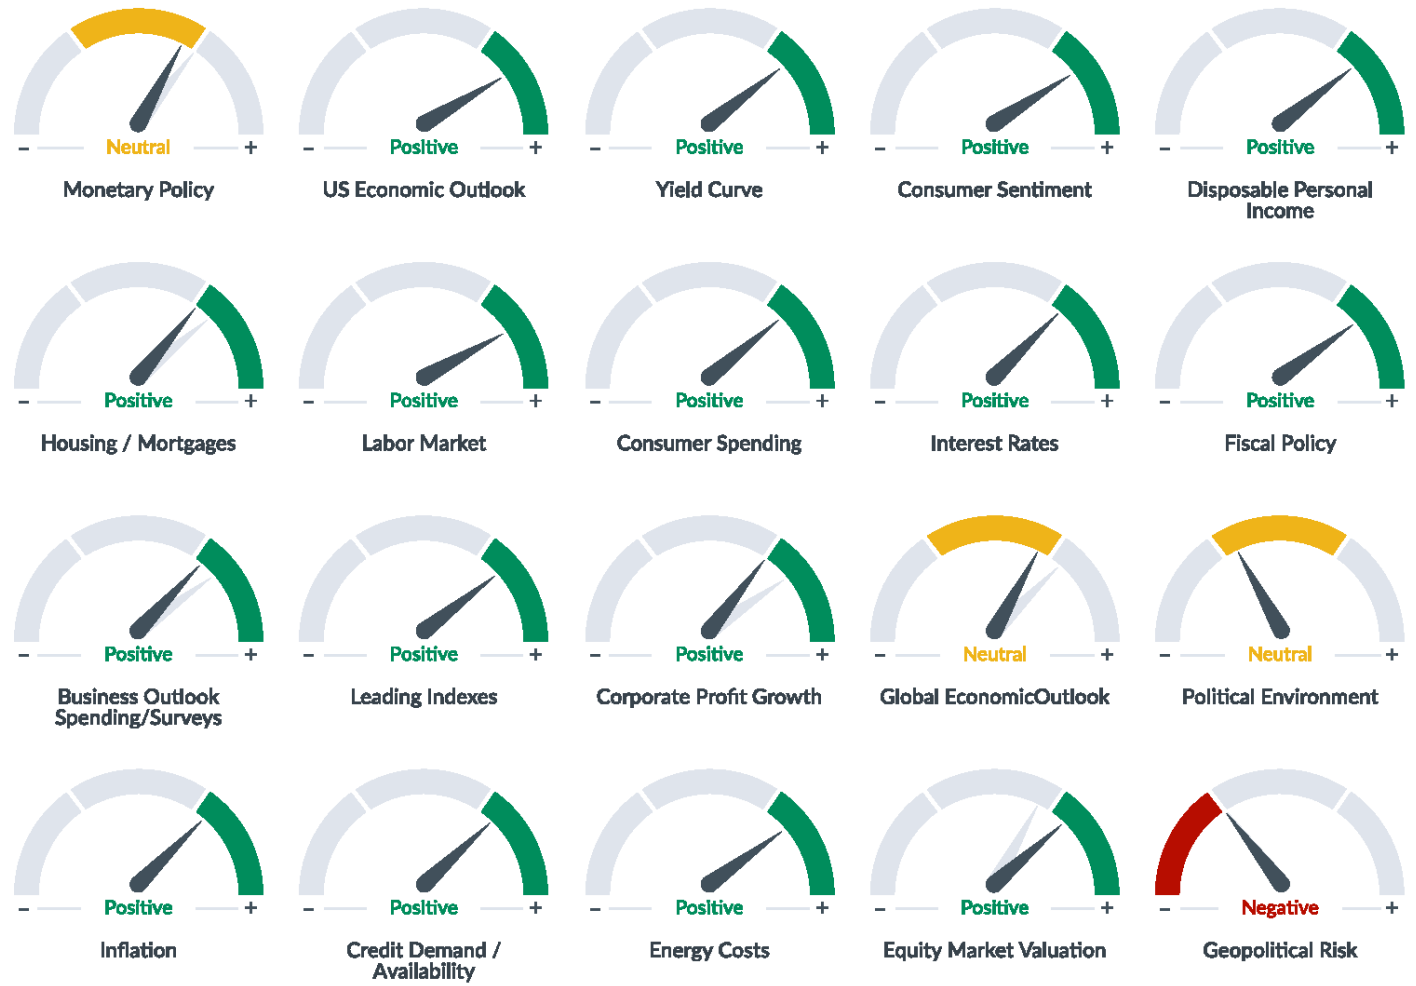 - Neutral +
- Positive +
- Positive +
- Positive +
- Positive +
Monetary Policy
US Economic Outlook
Yield Curve
Consumer Sentiment
Disposable Personal
Income
- Positive +
- Positive +
- Positive +
- Positive +
- Positive +
Housing / Mortgages
Labor Market
Consumer Spending
Interest Rates
Fiscal Policy
- Positive +
- Positive +
- Positive +
- Neutral +
- Neutral +
Business Outlook
Spending/Surveys
Leading Indexes
Corporate Profit Growth
Global EconomicOutlook
Political Environment
- Positive +
- Positive +
- Positive +
- Positive +
- Negative +
Inflation
Credit Demand /
Availability
Energy Costs
Equity Market Valuation
Geopolitical Risk